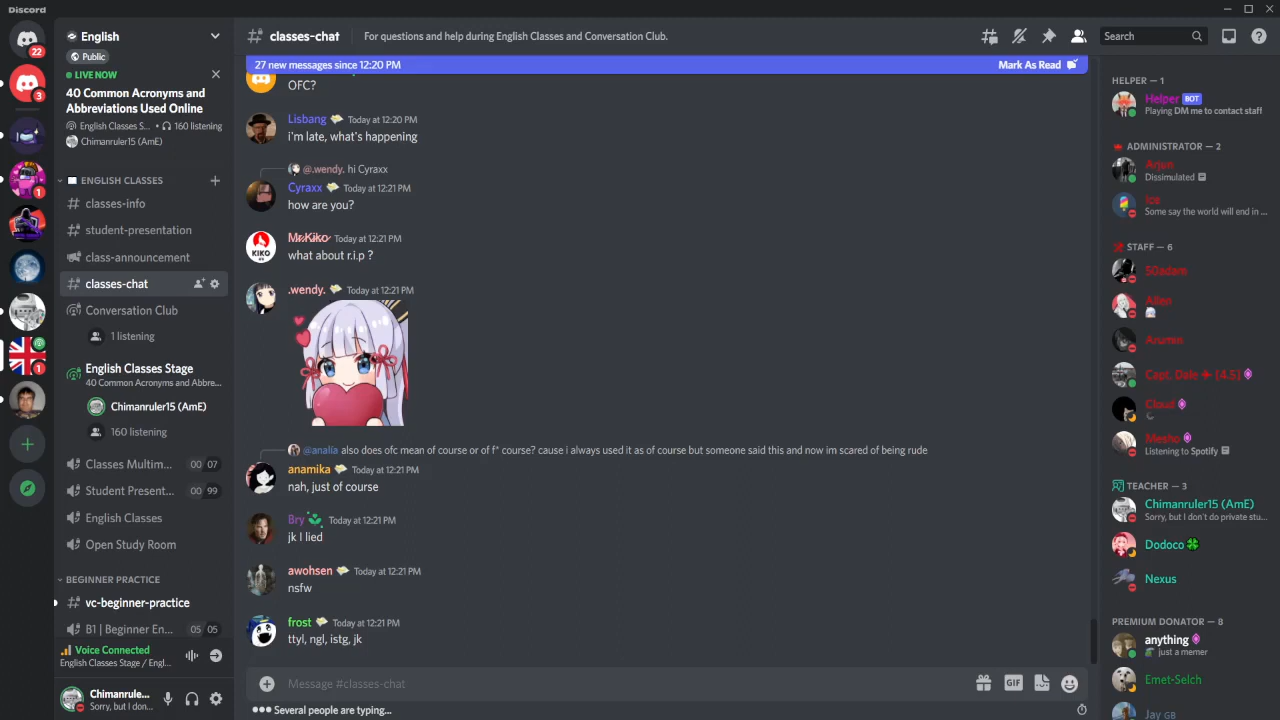 Discord
22
3
1
1
English
Public
LIVE NOW
40 Common Acronyms and
Abbreviations Used Online
English Classes S... • 160 listening
Chimanruler15 (AmE)
ENGLISH CLASSES
classes-info
student-presentation
class-announcement
classes-chat
Conversation Club
1 listening
English Classes Stage
40 Common Acronyms and Abbre...
Chimanruler15 (AmE)
160 listening
Classes Multim... 00 07
Student Present... 00 99
English Classes
Open Study Room
BEGINNER PRACTICE
vc-beginner-practice
B1 | Beginner En... 05 05
Voice Connected
English Classes Stage / Engl...
Chimanrule...
Sorry, but I don...
# classes-chat For questions and help during English Classes and Conversation Club.
Search
27 new messages since 12:20 PM Mark As Read
OFC?
Lisbang Today at 12:20 PM
i'm late, what's happening
@.wendy. hi Cyraxx
Cyraxx Today at 12:21 PM
how are you?
Mr.Kiko Today at 12:21 PM
KIKO
what about r.i.p ?
.wendy. Today at 12:21 PM
@analía also does ofc mean of course or of f* course? cause i always used it as of course but someone said this and now im scared of being rude
anamika Today at 12:21 PM
nah, just of course
Bry Today at 12:21 PM
jk I lied
awohsen Today at 12:21 PM
nsfw
frost Today at 12:21 PM
ttyl, ngl, istg, jk
Message #classes-chat
GIF
Several people are typing...
HELPER — 1
Helper BOT
Playing DM me to contact staff
ADMINISTRATOR — 2
Arjun
Dissimulated
Ice
Some say the world will end in ...
STAFF — 6
50adam
Allen
Arumin
Capt. Dale [4.5]
Cloud
Mesho
Listening to Spotify
TEACHER — 3
Chimanruler15 (AmE)
Sorry, but I don't do private stu...
Dodoco
Nexus
PREMIUM DONATOR — 8
anything
just a memer
Emet-Selch
Jay GB